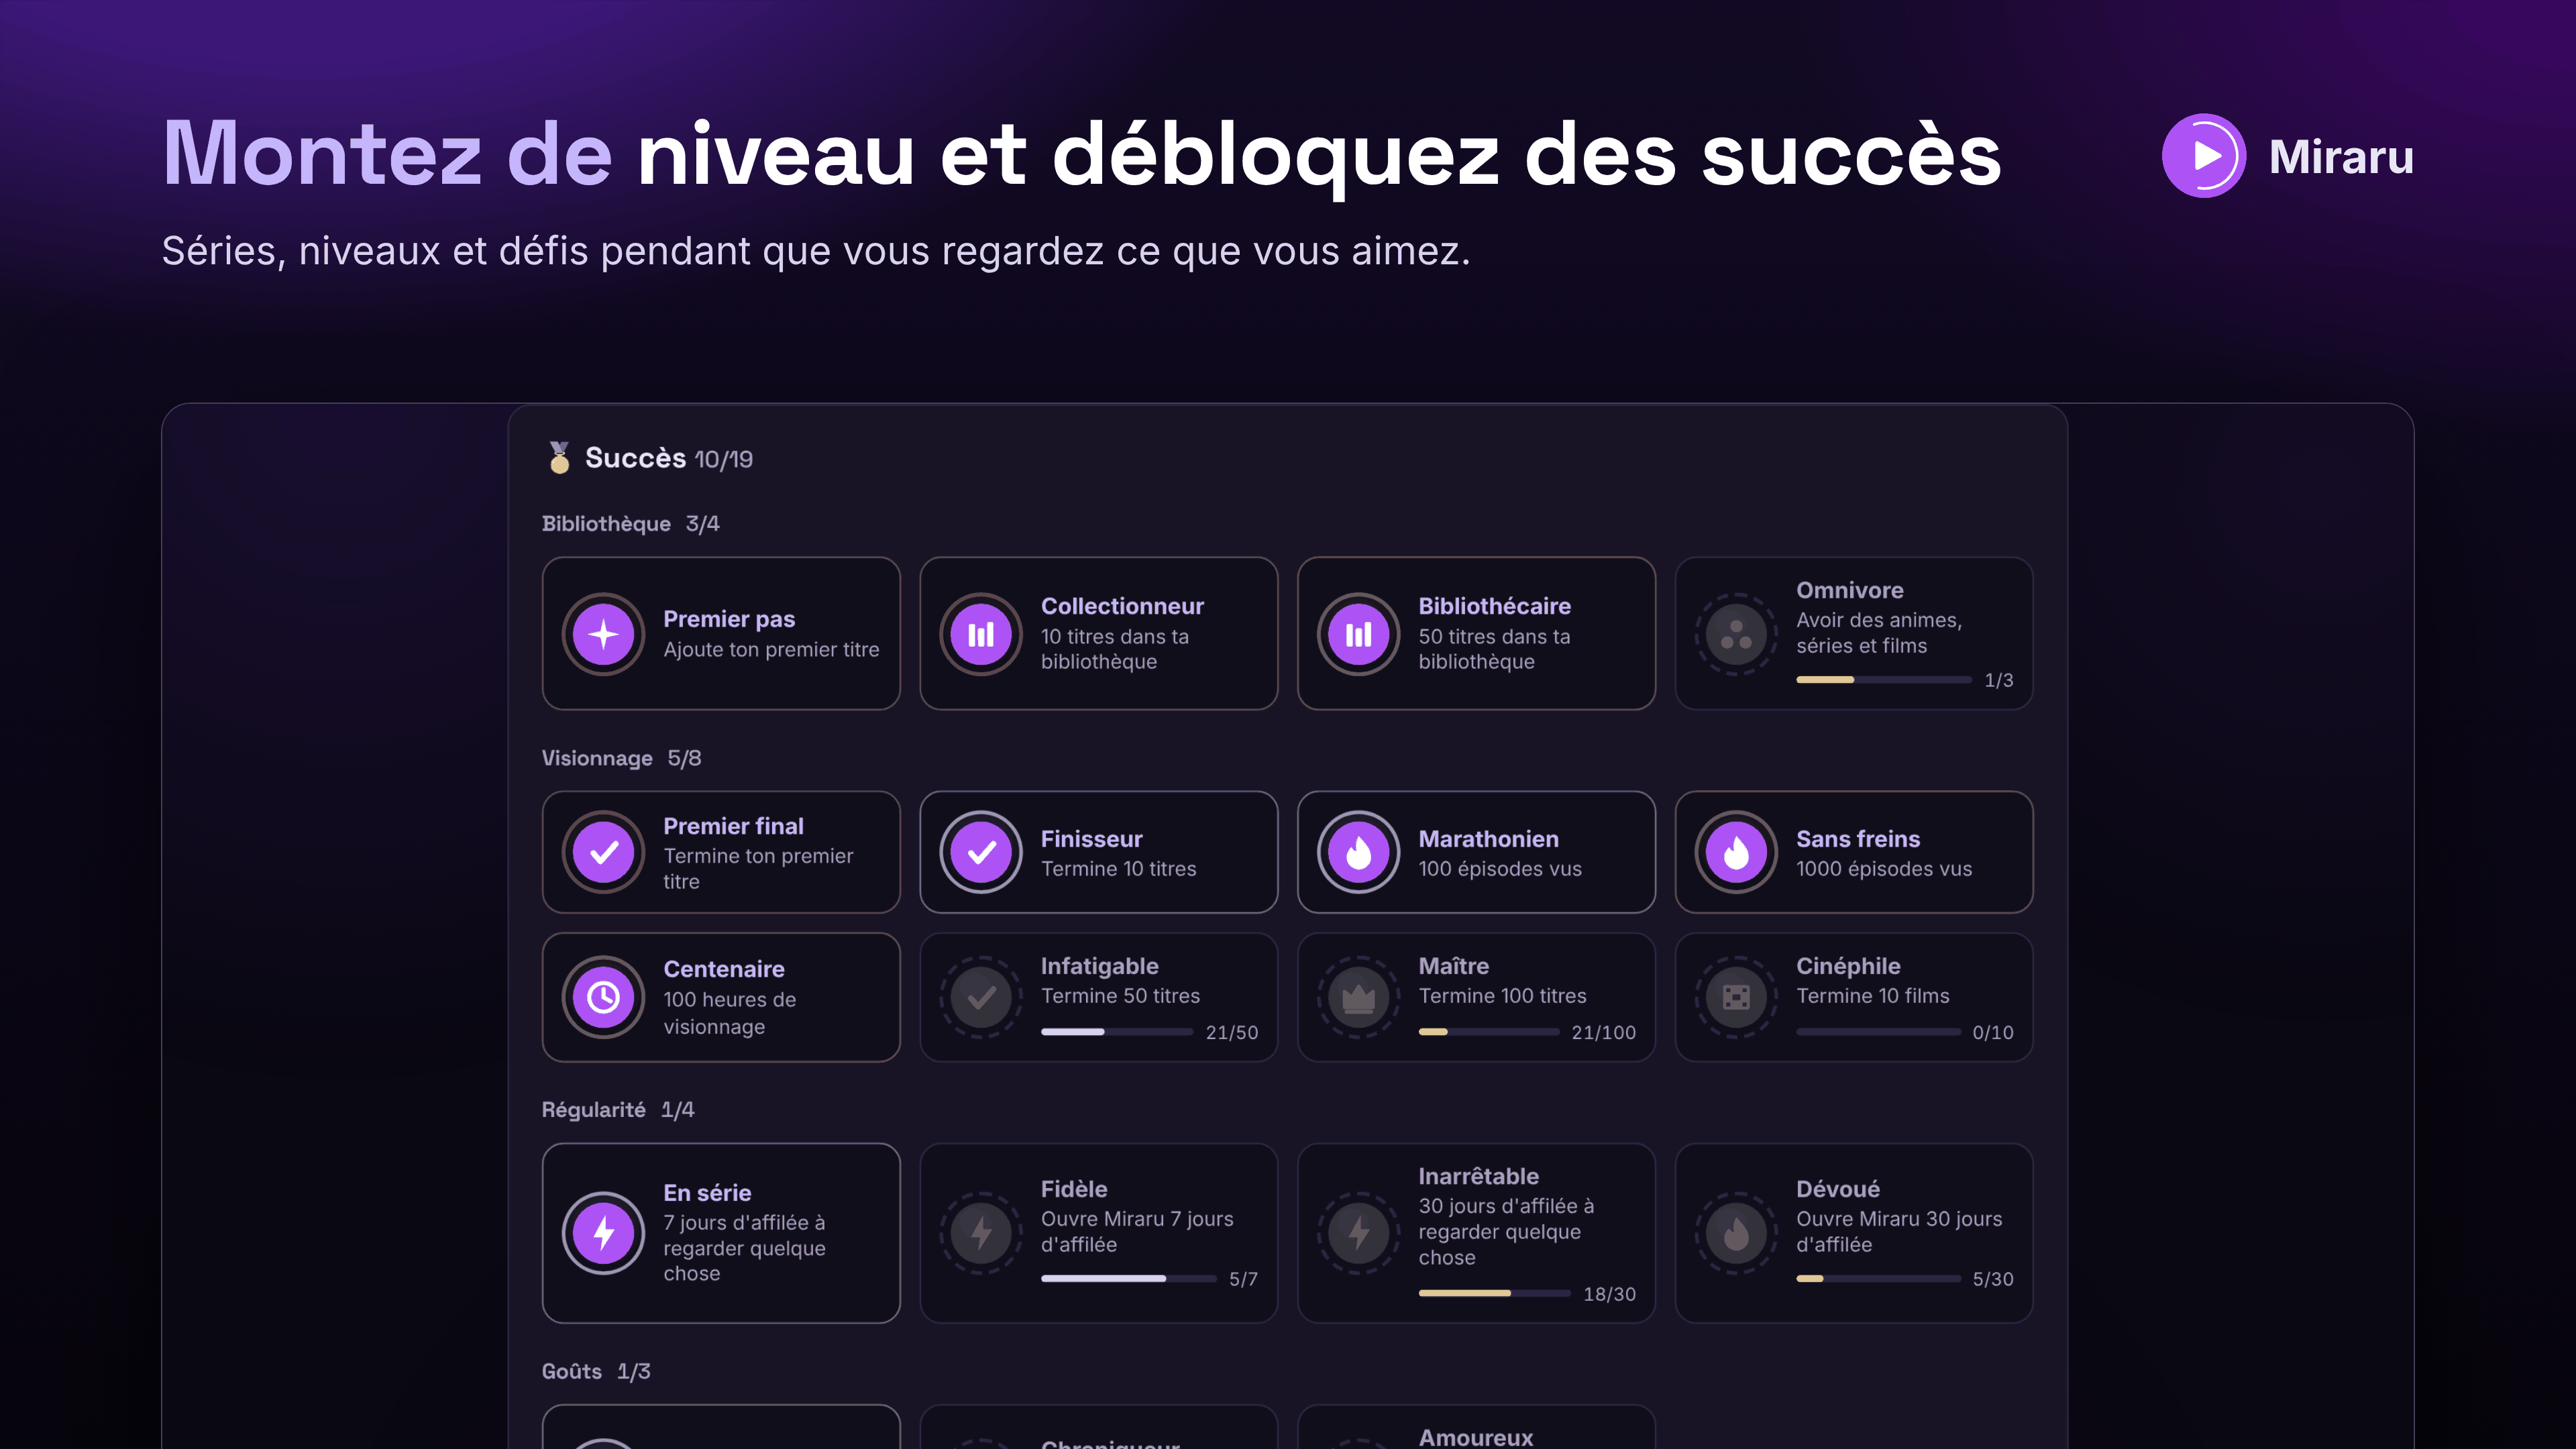 Montez de niveau et débloquez des succès
Miraru
Séries, niveaux et défis pendant que vous regardez ce que vous aimez.
Succès 10/19
Bibliothèque 3/4
Premier pas
Ajoute ton premier titre
Collectionneur
10 titres dans ta
bibliothèque
Bibliothécaire
50 titres dans ta
bibliothèque
Omnivore
Avoir des animes,
séries et films
1/3
Visionnage 5/8
Premier final
Termine ton premier
titre
Finisseur
Termine 10 titres
Marathonien
100 épisodes vus
Sans freins
1000 épisodes vus
Centenaire
100 heures de
visionnage
Infatigable
Termine 50 titres
21/50
Maître
Termine 100 titres
21/100
Cinéphile
Termine 10 films
0/10
Régularité 1/4
En série
7 jours d'affilée à
regarder quelque
chose
Fidèle
Ouvre Miraru 7 jours
d'affilée
5/7
Inarrêtable
30 jours d'affilée à
regarder quelque
chose
18/30
Dévoué
Ouvre Miraru 30 jours
d'affilée
5/30
Goûts 1/3
Amoureux